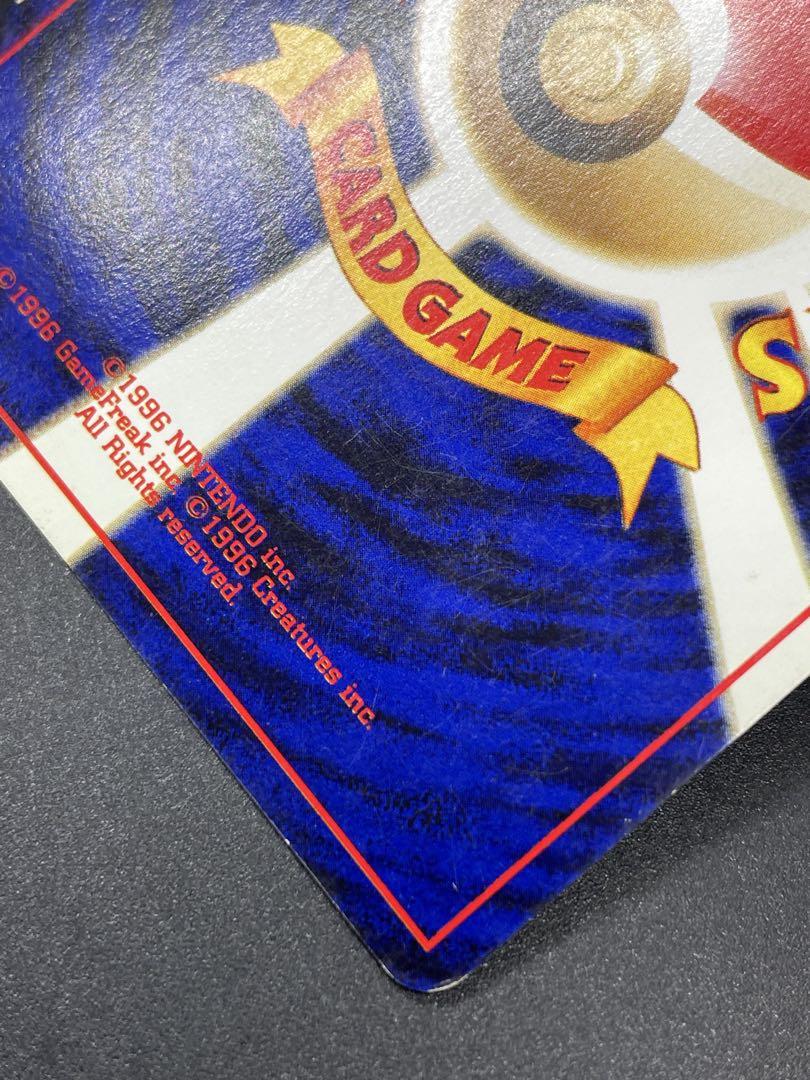 CARD GAME
S
©1996 NINTENDO inc.
©1996 GameFreak inc. ©1996 Creatures inc.
All Rights reserved.